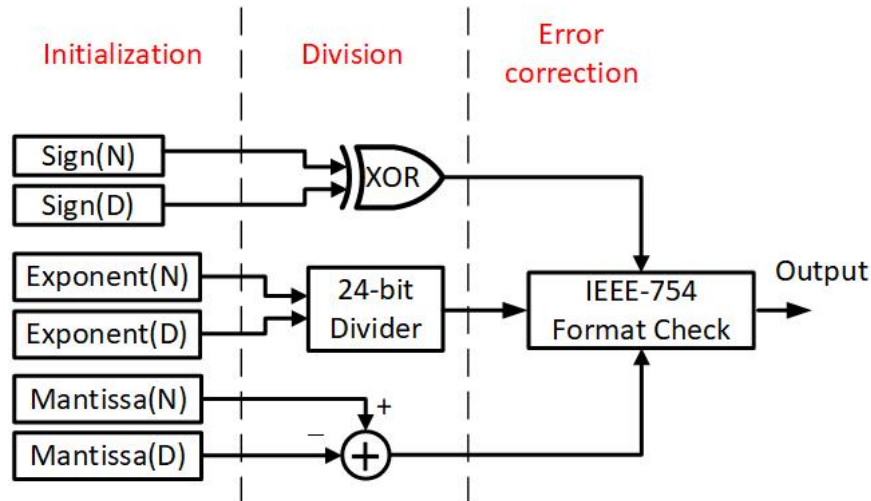 Initialization
Division
Error
correction
Sign(N)
Sign(D)
XOR
Exponent(N)
Exponent(D)
24-bit
Divider
IEEE-754
Format Check
Output
Mantissa(N)
Mantissa(D)
+
−
+